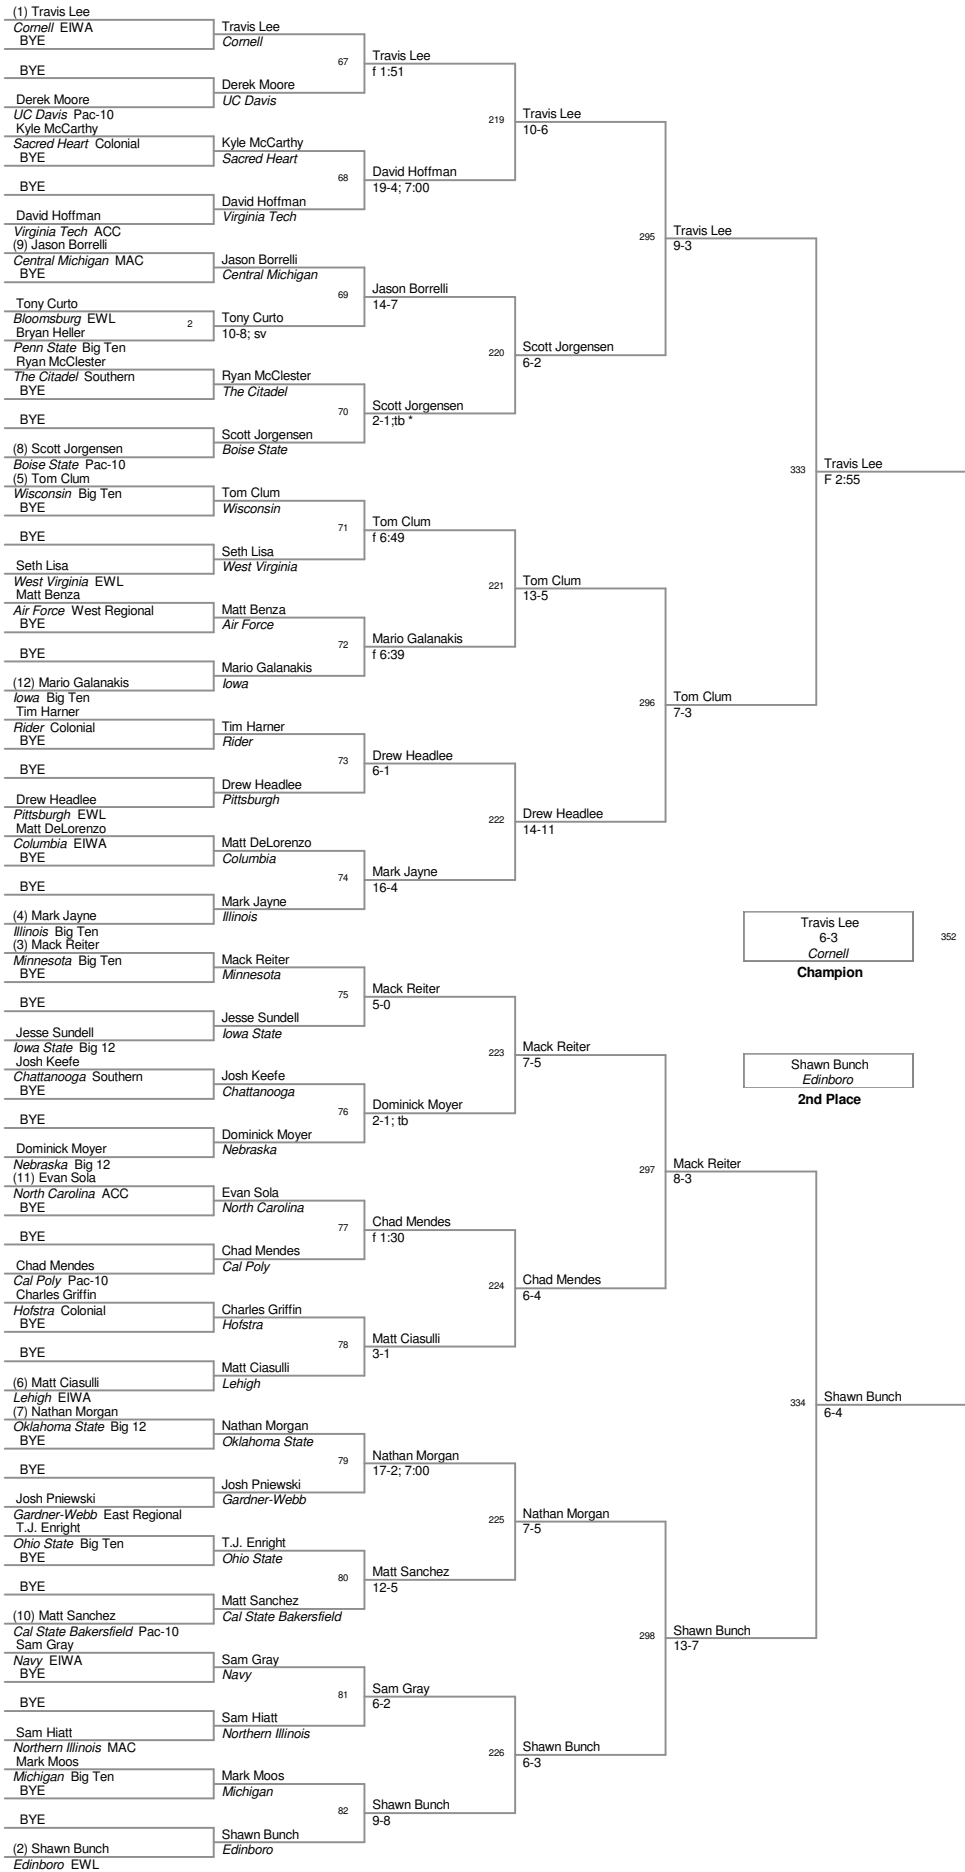 (1) Travis Lee
Cornell EIWA
BYE
BYE
Derek Moore
UC Davis Pac-10
Kyle McCarthy
Sacred Heart Colonial
BYE
BYE
David Hoffman
Virginia Tech ACC
(9) Jason Borrelli
Central Michigan MAC
BYE
Tony Curto
Bloomsburg EWL
2
Bryan Heller
Penn State Big Ten
Ryan McClester
The Citadel Southern
BYE
BYE
(8) Scott Jorgensen
Boise State Pac-10
(5) Tom Clum
Wisconsin Big Ten
BYE
BYE
Seth Lisa
West Virginia EWL
Matt Benza
Air Force West Regional
BYE
BYE
(12) Mario Galanakis
Iowa Big Ten
Tim Harner
Rider Colonial
BYE
BYE
Drew Headlee
Pittsburgh EWL
Matt DeLorenzo
Columbia EIWA
BYE
BYE
(4) Mark Jayne
Illinois Big Ten
(3) Mack Reiter
Minnesota Big Ten
BYE
BYE
Jesse Sundell
Iowa State Big 12
Josh Keefe
Chattanooga Southern
BYE
BYE
Dominick Moyer
Nebraska Big 12
(11) Evan Sola
North Carolina ACC
BYE
BYE
Chad Mendes
Cal Poly Pac-10
Charles Griffin
Hofstra Colonial
BYE
BYE
(6) Matt Ciasulli
Lehigh EIWA
(7) Nathan Morgan
Oklahoma State Big 12
BYE
BYE
Josh Pniewski
Gardner-Webb East Regional
T.J. Enright
Ohio State Big Ten
BYE
BYE
(10) Matt Sanchez
Cal State Bakersfield Pac-10
Sam Gray
Navy EIWA
BYE
BYE
Sam Hiatt
Northern Illinois MAC
Mark Moos
Michigan Big Ten
BYE
BYE
(2) Shawn Bunch
Edinboro EWL
Travis Lee
Cornell
67
Derek Moore
UC Davis
Kyle McCarthy
Sacred Heart
68
David Hoffman
Virginia Tech
Jason Borrelli
Central Michigan
69
Tony Curto
10-8; sv
Ryan McClester
The Citadel
70
Scott Jorgensen
Boise State
Tom Clum
Wisconsin
71
Seth Lisa
West Virginia
Matt Benza
Air Force
72
Mario Galanakis
Iowa
Tim Harner
Rider
73
Drew Headlee
Pittsburgh
Matt DeLorenzo
Columbia
74
Mark Jayne
Illinois
Mack Reiter
Minnesota
75
Jesse Sundell
Iowa State
Josh Keefe
Chattanooga
76
Dominick Moyer
Nebraska
Evan Sola
North Carolina
77
Chad Mendes
Cal Poly
Charles Griffin
Hofstra
78
Matt Ciasulli
Lehigh
Nathan Morgan
Oklahoma State
79
Josh Pniewski
Gardner-Webb
T.J. Enright
Ohio State
80
Matt Sanchez
Cal State Bakersfield
Sam Gray
Navy
81
Sam Hiatt
Northern Illinois
Mark Moos
Michigan
82
Shawn Bunch
Edinboro
Travis Lee
f 1:51
219
David Hoffman
19-4; 7:00
Jason Borrelli
14-7
220
Scott Jorgensen
2-1;tb *
Tom Clum
f 6:49
221
Mario Galanakis
f 6:39
Drew Headlee
6-1
222
Mark Jayne
16-4
Mack Reiter
5-0
223
Dominick Moyer
2-1; tb
Chad Mendes
f 1:30
224
Matt Ciasulli
3-1
Nathan Morgan
17-2; 7:00
225
Matt Sanchez
12-5
Sam Gray
6-2
226
Shawn Bunch
9-8
Travis Lee
10-6
295
Scott Jorgensen
6-2
Tom Clum
13-5
296
Drew Headlee
14-11
Mack Reiter
7-5
297
Chad Mendes
6-4
Nathan Morgan
7-5
298
Shawn Bunch
6-3
Travis Lee
9-3
333
Tom Clum
7-3
Mack Reiter
8-3
334
Shawn Bunch
13-7
Travis Lee
F 2:55
Shawn Bunch
6-4
Travis Lee
6-3
Cornell
352
Champion
Shawn Bunch
Edinboro
2nd Place